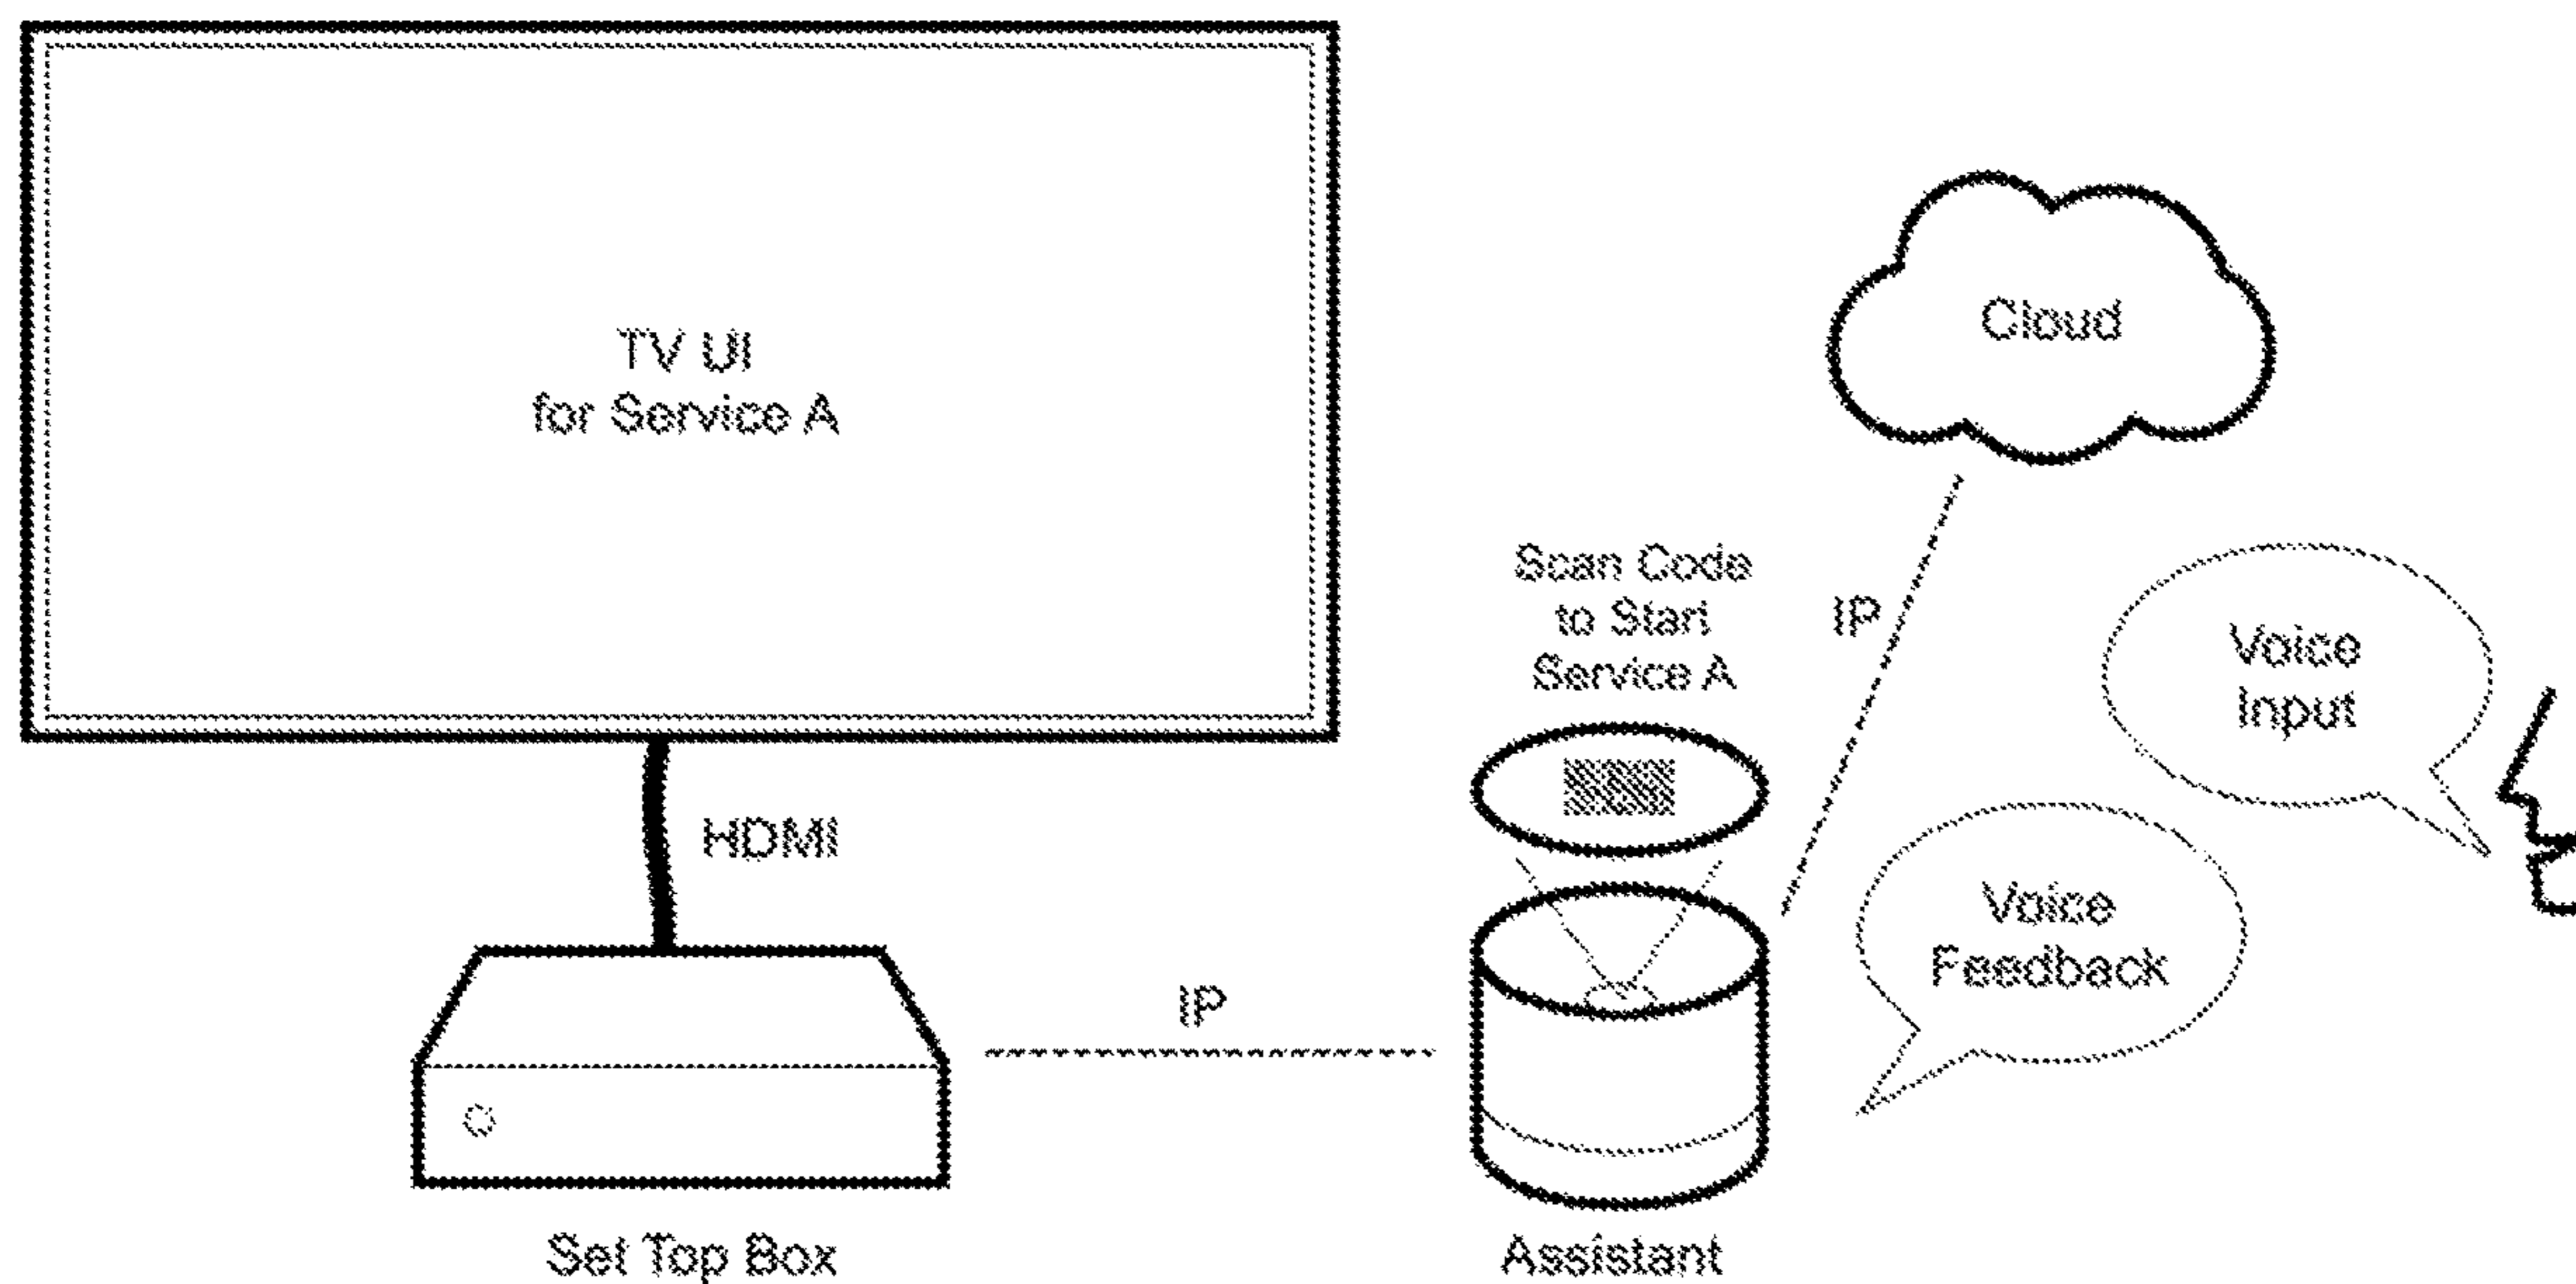 TV UI
for Service A
Cloud
Scan Code
to Start
Service A
IP
Voice
Input
HDMI
Voice
Feedback
IP
Set Top Box
Assistant